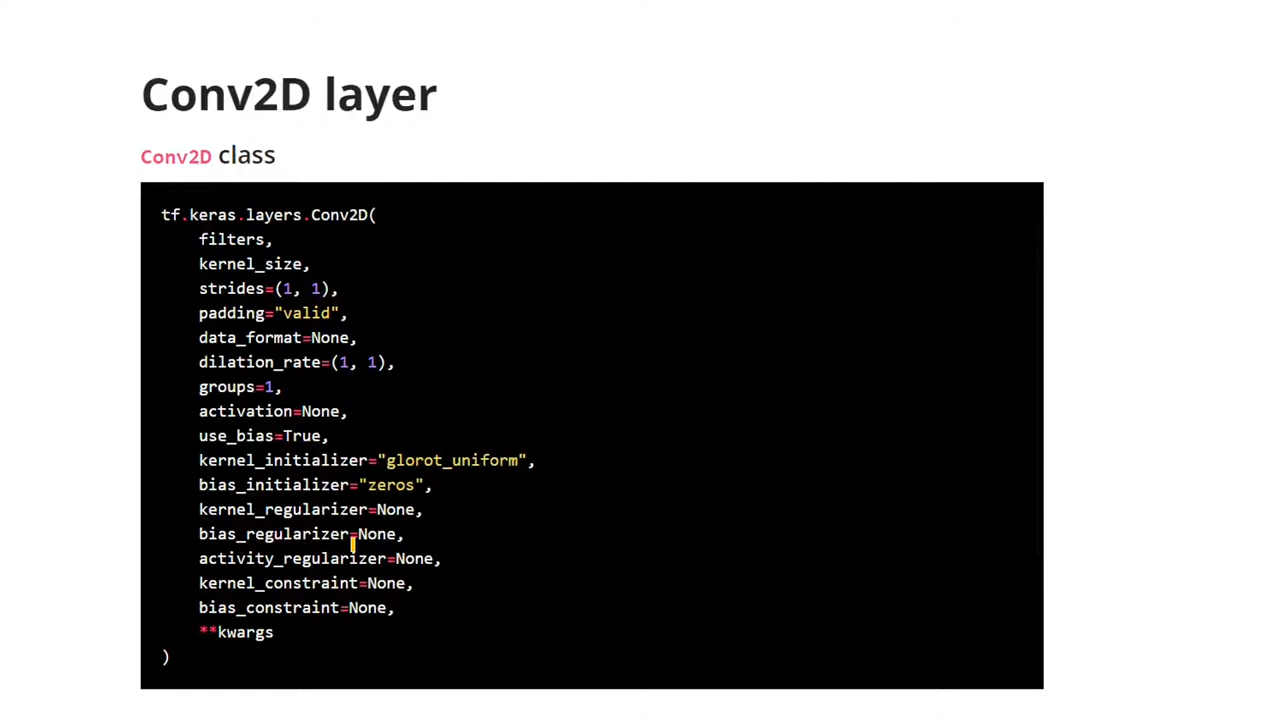 Conv2D layer
Conv2D class
tf.keras.layers.Conv2D(
    filters,
    kernel_size,
    strides=(1, 1),
    padding="valid",
    data_format=None,
    dilation_rate=(1, 1),
    groups=1,
    activation=None,
    use_bias=True,
    kernel_initializer="glorot_uniform",
    bias_initializer="zeros",
    kernel_regularizer=None,
    bias_regularizer=None,
    activity_regularizer=None,
    kernel_constraint=None,
    bias_constraint=None,
    **kwargs
)